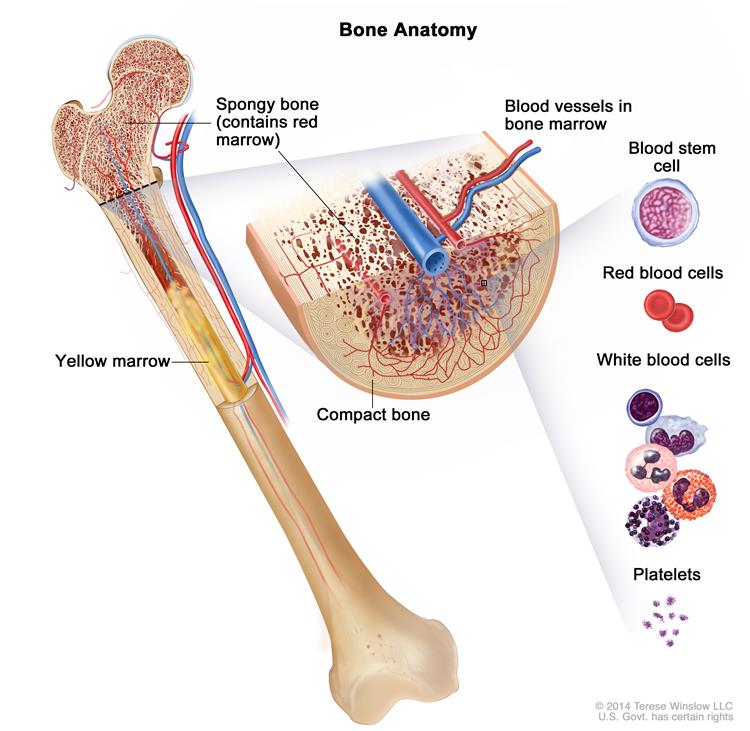 Bone Anatomy
Spongy bone
(contains red
marrow)
Blood vessels in
bone marrow
Blood stem
cell
Red blood cells
White blood cells
Yellow marrow
Compact bone
Platelets
© 2014 Terese Winslow LLC
U.S. Govt. has certain rights